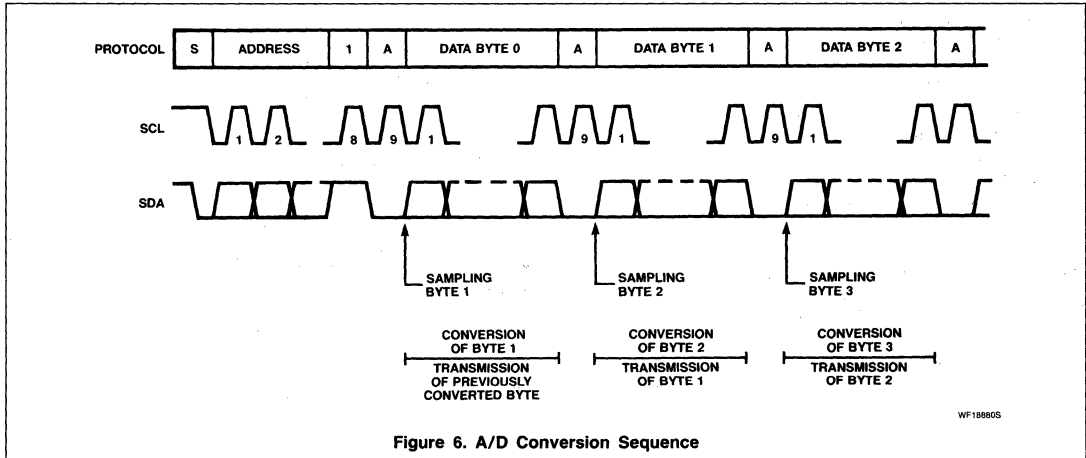 PROTOCOL S ADDRESS 1 A DATA BYTE 0 A DATA BYTE 1 A DATA BYTE 2 A
SCL 1 2 8 9 1 9 1 9 1
SDA
SAMPLING
BYTE 1
SAMPLING
BYTE 2
SAMPLING
BYTE 3
CONVERSION
OF BYTE 1
TRANSMISSION
OF PREVIOUSLY
CONVERTED BYTE
CONVERSION
OF BYTE 2
TRANSMISSION
OF BYTE 1
CONVERSION
OF BYTE 3
TRANSMISSION
OF BYTE 2
WF18880S
Figure 6. A/D Conversion Sequence